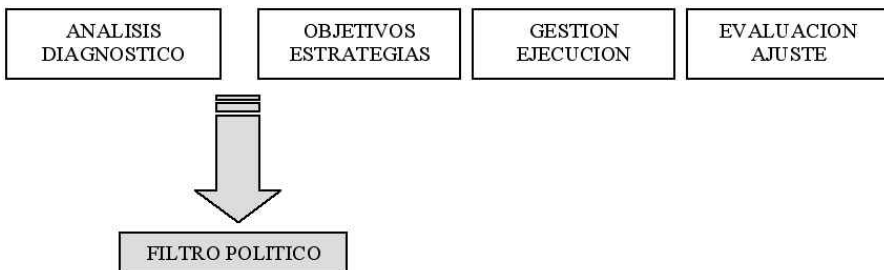 ANALISIS
DIAGNOSTICO
OBJETIVOS
ESTRATEGIAS
GESTION
EJECUCION
EVALUACION
AJUSTE
FILTRO POLITICO